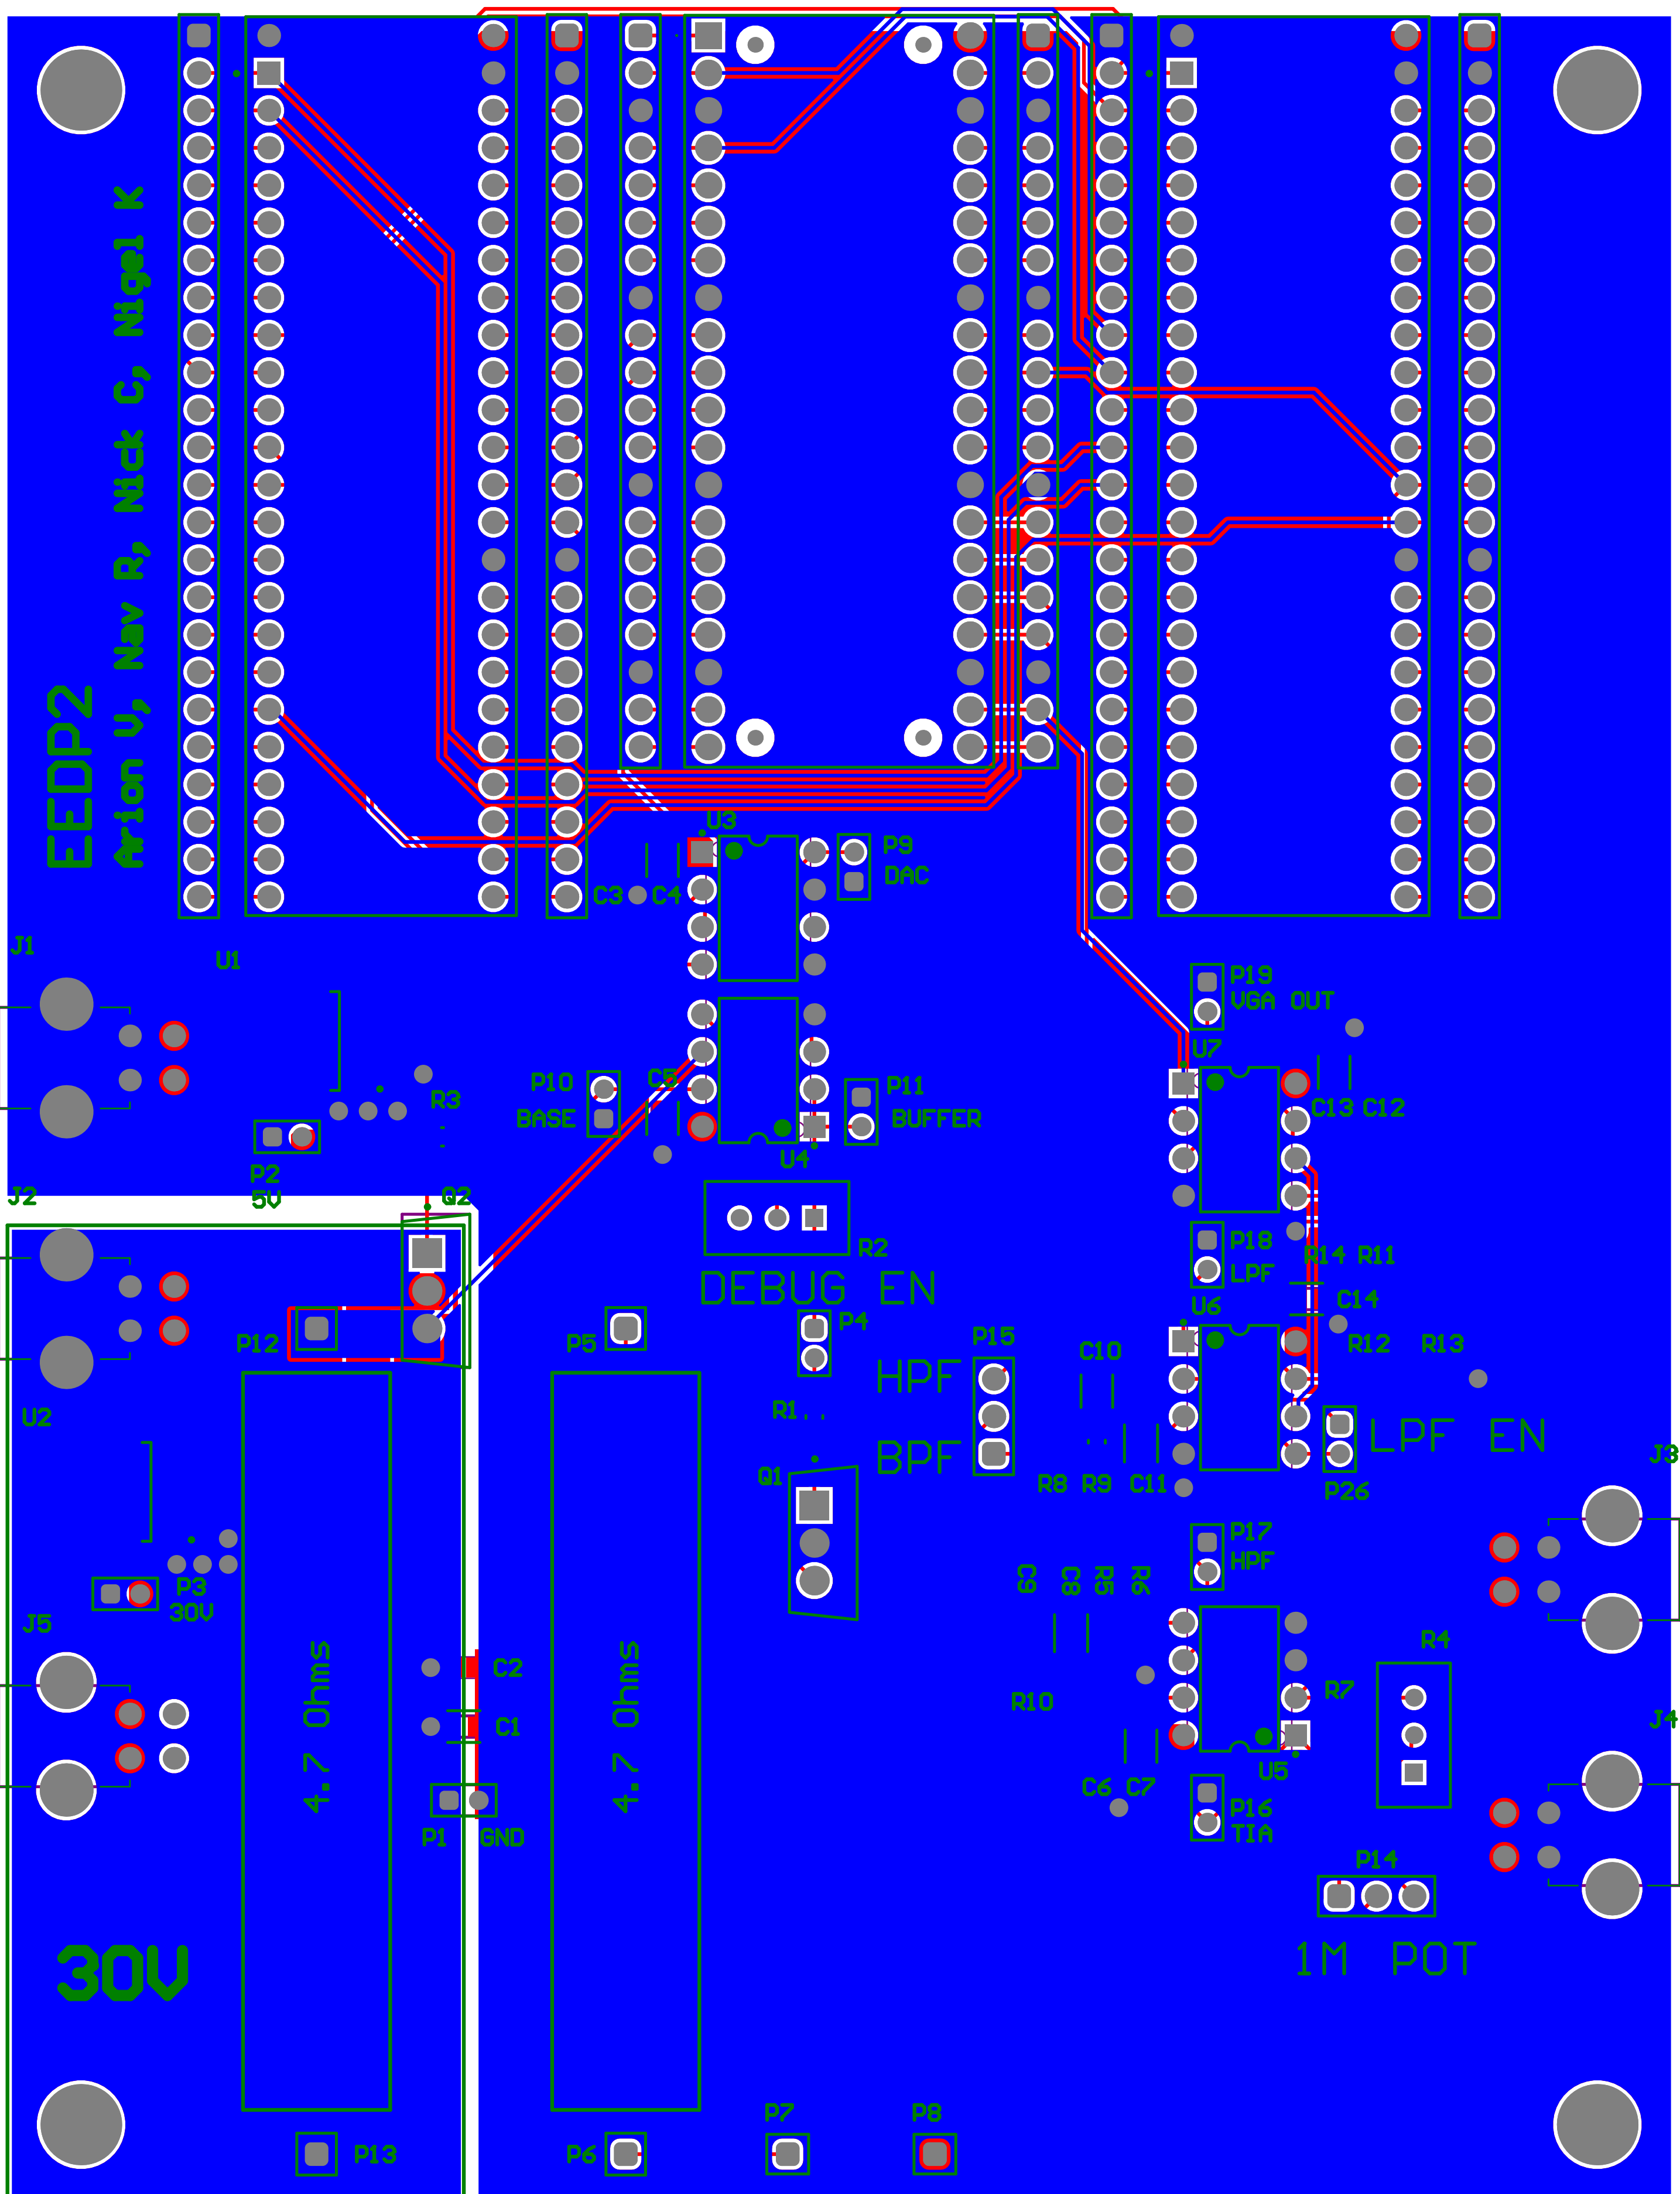 EEDP2
Arion V, Nav R, Nick C, Nigel K
U3
P9
DAC
C3
C4
J1
U1
P19
VGA OUT
U7
R3
P10
BASE
C5
P11
BUFFER
C13
C12
U4
P2
5V
J2
Q2
R2
P18
LPF
R14
R11
DEBUG EN
U6
C14
P12
P5
P4
P15
C10
R12
R13
HPF
U2
R1
LPF EN
BPF
Q1
R8
R9
C11
P26
J3
P17
HPF
C9
C8
R5
R6
P3
30V
J5
R4
4.7 Ohms
4.7 Ohms
C2
C1
R10
R7
J4
U5
C6
C7
P16
TIA
P1
GND
P14
1M POT
30V
P7
P8
P13
P6